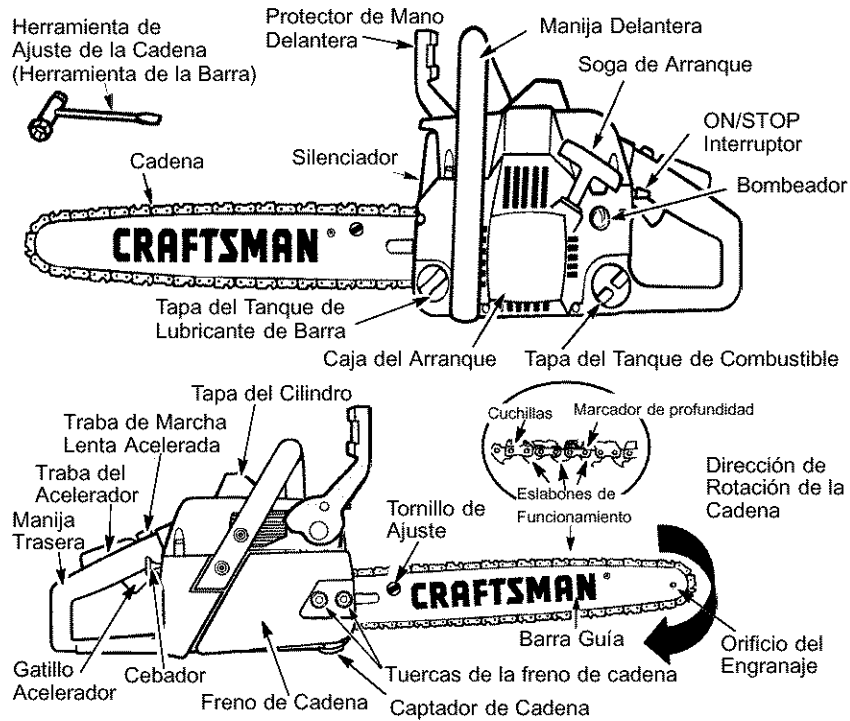 Herramienta de
Ajuste de la Cadena
(Herramienta de la Barra)
Protector de Mano
Delantera
Manija Delantera
Soga de Arranque
ON/STOP
Interruptor
Cadena
Silenciador
Bombeador
CRAFTSMAN ®
Tapa del Tanque de
Lubricante de Barra
Caja del Arranque
Tapa del Tanque de Combustible
Tapa del Cilindro
Traba de Marcha
Lenta Acelerada
Traba del
Acelerador
Manija
Trasera
Cuchillas
Marcador de profundidad
Eslabones de
Funcionamiento
Dirección de
Rotación de la
Cadena
Tornillo de
Ajuste
CRAFTSMAN ®
Barra Guía
Orificio del
Engranaje
Gatillo
Acelerador
Cebador
Freno de Cadena
Tuercas de la freno de cadena
Captador de Cadena